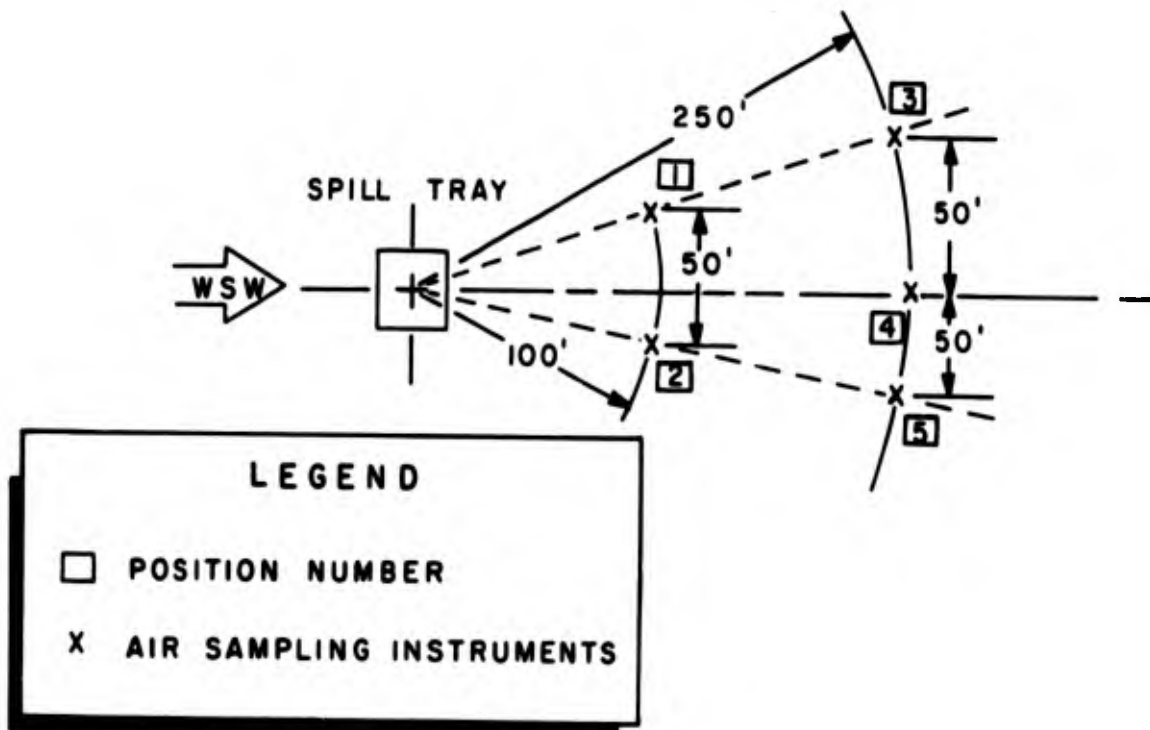 250'
3
1
SPILL TRAY
50'
50'
WSW
4
50'
100'
2
5
LEGEND
POSITION NUMBER
X AIR SAMPLING INSTRUMENTS